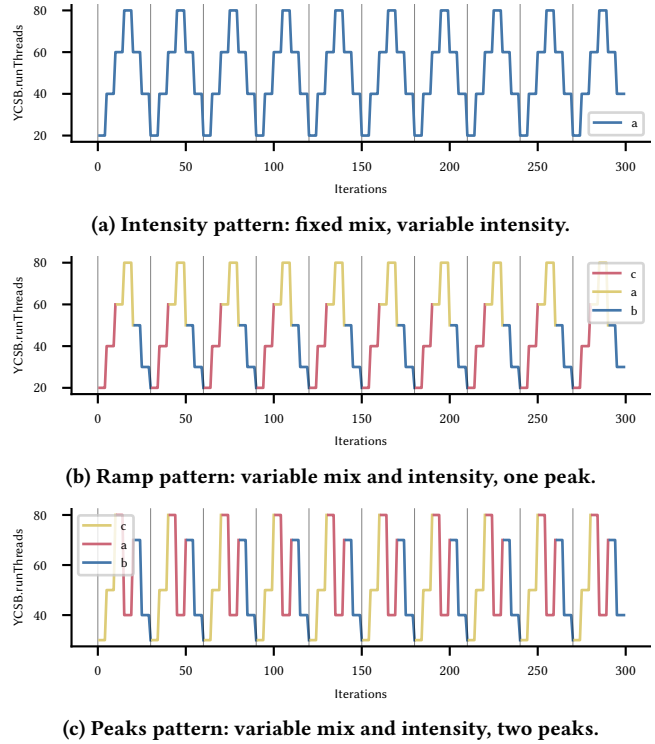 YCSB.runThreads
80
60
40
20
a
0 50 100 150 200 250 300
Iterations
(a) Intensity pattern: fixed mix, variable intensity.
YCSB.runThreads
80
60
40
20
c
a
b
0 50 100 150 200 250 300
Iterations
(b) Ramp pattern: variable mix and intensity, one peak.
YCSB.runThreads
80
60
40
c
a
b
0 50 100 150 200 250 300
Iterations
(c) Peaks pattern: variable mix and intensity, two peaks.